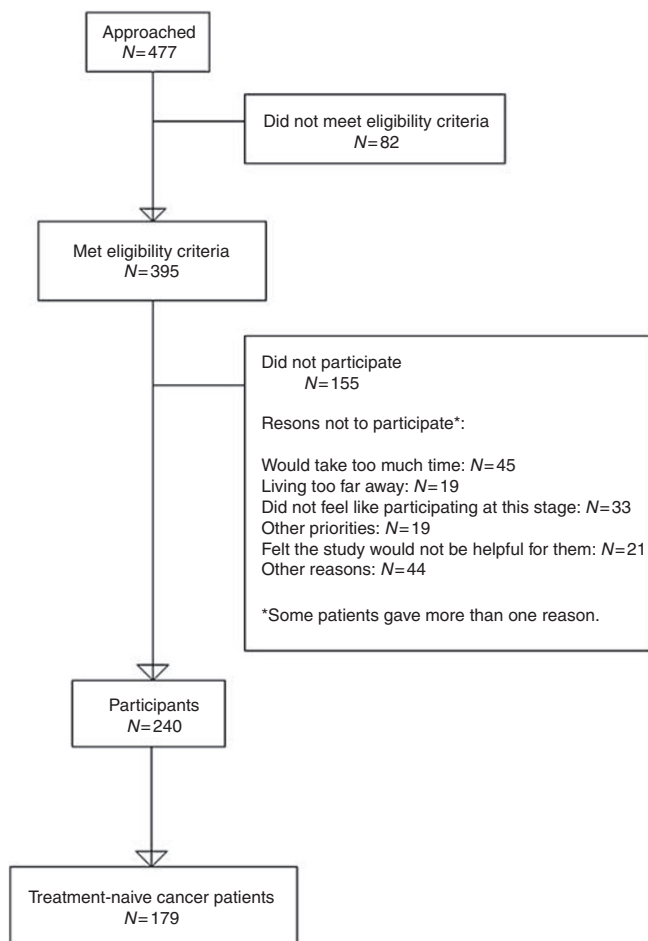 Approached
N=477
Did not meet eligibility criteria
N=82
Met eligibility criteria
N=395
Did not participate
N=155
Resons not to participate*:
Would take too much time: N=45
Living too far away: N=19
Did not feel like participating at this stage: N=33
Other priorities: N=19
Felt the study would not be helpful for them: N=21
Other reasons: N=44
*Some patients gave more than one reason.
Participants
N=240
Treatment-naive cancer patients
N=179